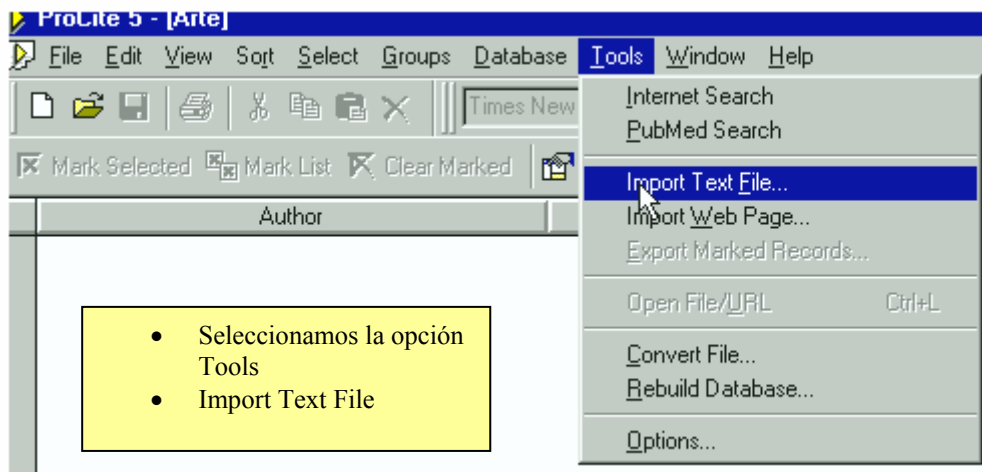 ProCite 5 - [Arte]
File Edit View Sort Select Groups Database Tools Window Help
Times New
Mark Selected Mark List Clear Marked
Author
Internet Search
PubMed Search
Import Text File...
Import Web Page...
Export Marked Records...
Open File/URL Ctrl+L
Convert File...
Rebuild Database...
Options...
• Seleccionamos la opción
Tools
• Import Text File